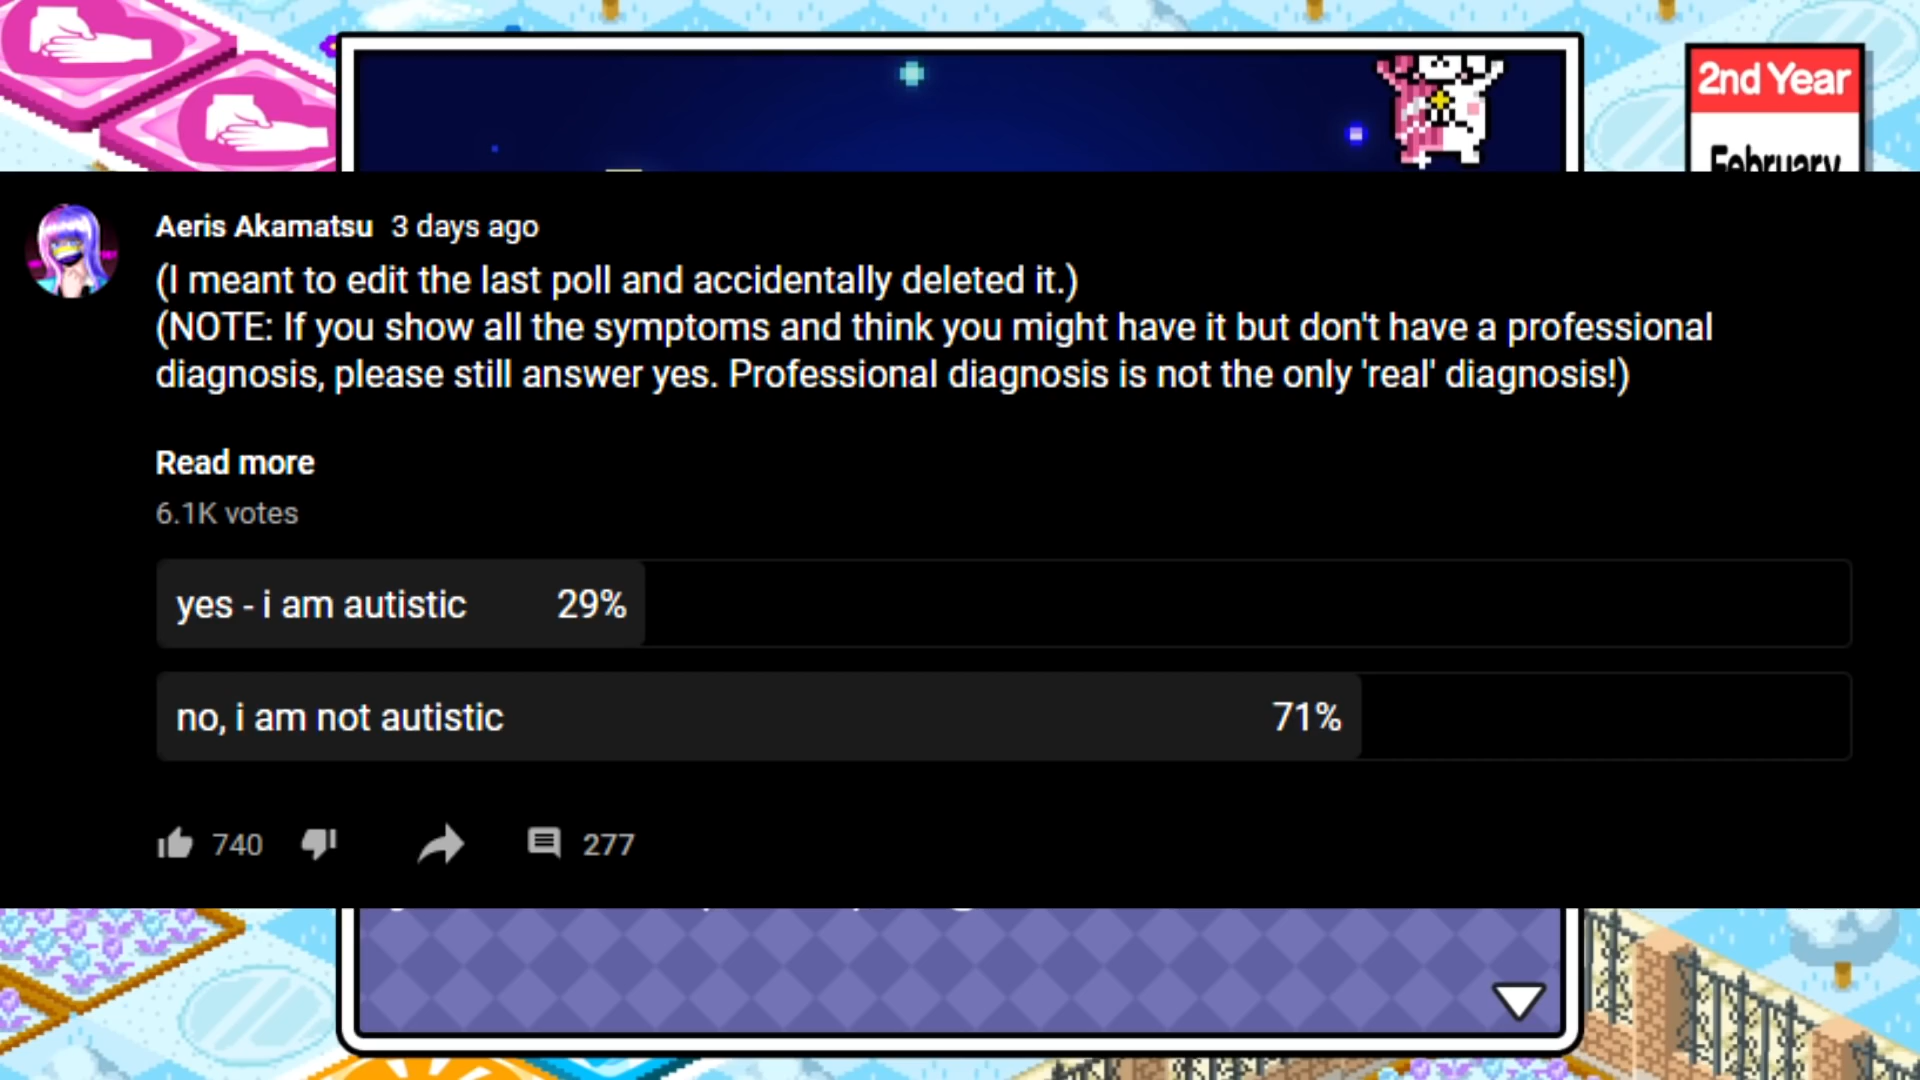 2nd Year
February
Aeris Akamatsu 3 days ago
(I meant to edit the last poll and accidentally deleted it.)
(NOTE: If you show all the symptoms and think you might have it but don't have a professional
diagnosis, please still answer yes. Professional diagnosis is not the only 'real' diagnosis!)
Read more
6.1K votes
yes - i am autistic 29%
no, i am not autistic 71%
740 277